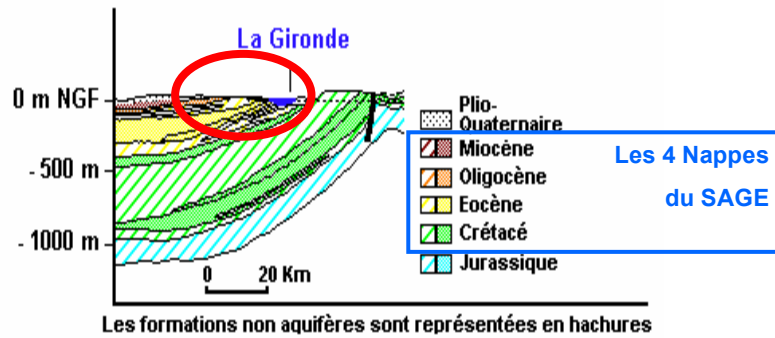 La Gironde
0 m NGF
- 500 m
- 1000 m
0 20 Km
Plio-
Quaternaire
Miocène
Oligocène
Eocène
Crétacé
Jurassique
Les 4 Nappes
du SAGE
Les formations non aquifères sont représentées en hachures